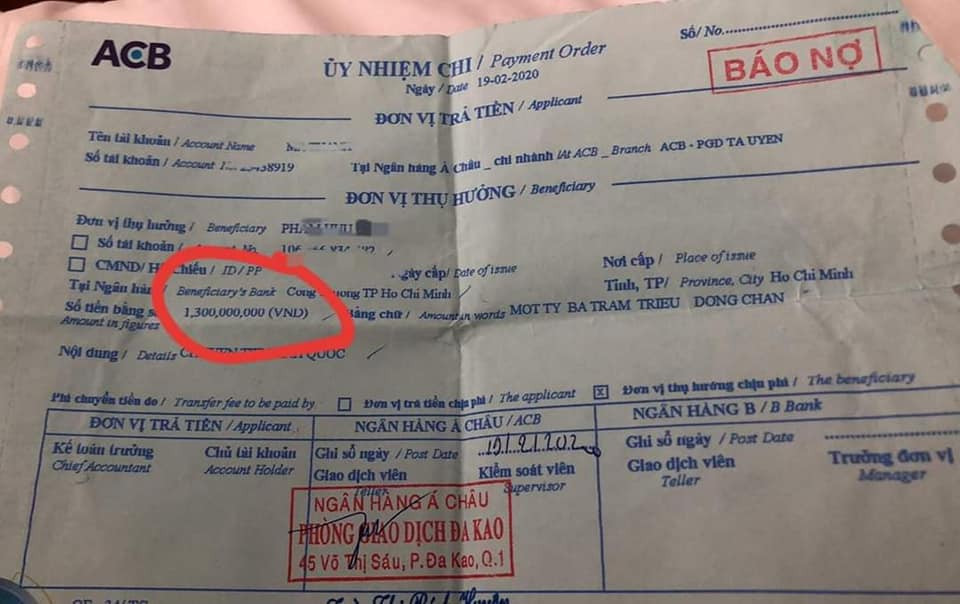 ACB
Số/ No.
ỦY NHIỆM CHI / Payment Order
BÁO NỢ
Ngày / Date 19-02-2020
ĐƠN VỊ TRẢ TIỀN / Applicant
Tên tài khoản / Account Name
Số tài khoản / Account 8919
Tại Ngân hàng Á Châu _ chi nhánh /At ACB _ Branch ACB - PGD TA UYEN
ĐƠN VỊ THỤ HƯỞNG / Beneficiary
Đơn vị thụ hưởng / Beneficiary
Số tài khoản /
CMND/ Chiếu / ID/PP
cấp/ Date of issue
Nơi cấp / Place of issue
Tại Ngân hàng Beneficiary's Bank TP Ho Chi Minh
Tỉnh, TP/ Province, City Ho Chi Minh
Số tiền bằng 1,300,000,000 (VND)
Amount in figures
chữ / Amount in words MOT TY BA TRAM TRIEU DONG CHAN
Nội dung / Details QUOC
Phí chuyển tiền do / Transfer fee to be paid by
Đơn vị trả tiền chịu phí / The applicant
X Đơn vị thụ hưởng chịu phí / The beneficiary
ĐƠN VỊ TRẢ TIỀN / Applicant
NGÂN HÀNG Á CHÂU / ACB
NGÂN HÀNG B / B Bank
Kế toán trưởng
Chief Accountant
Chủ tài khoản
Account Holder
Ghi sổ ngày / Post Date
Giao dịch viên
Teller
Kiểm soát viên
Supervisor
Ghi sổ ngày / Post Date
Giao dịch viên
Teller
Trưởng đơn vị
Manager
NGÂN HÀNG Á CHÂU
PHÒNG GIAO DỊCH ĐA KAO
45 Võ Thị Sáu, P.Đa Kao, Q.1